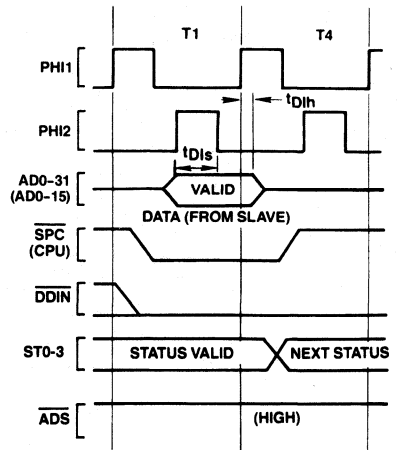 T1 T4
PHI1
tDIh
PHI2
tDIs
AD0-31
(AD0-15)
VALID
DATA (FROM SLAVE)
SPC
(CPU)
DDIN
ST0-3
STATUS VALID
NEXT STATUS
ADS
(HIGH)